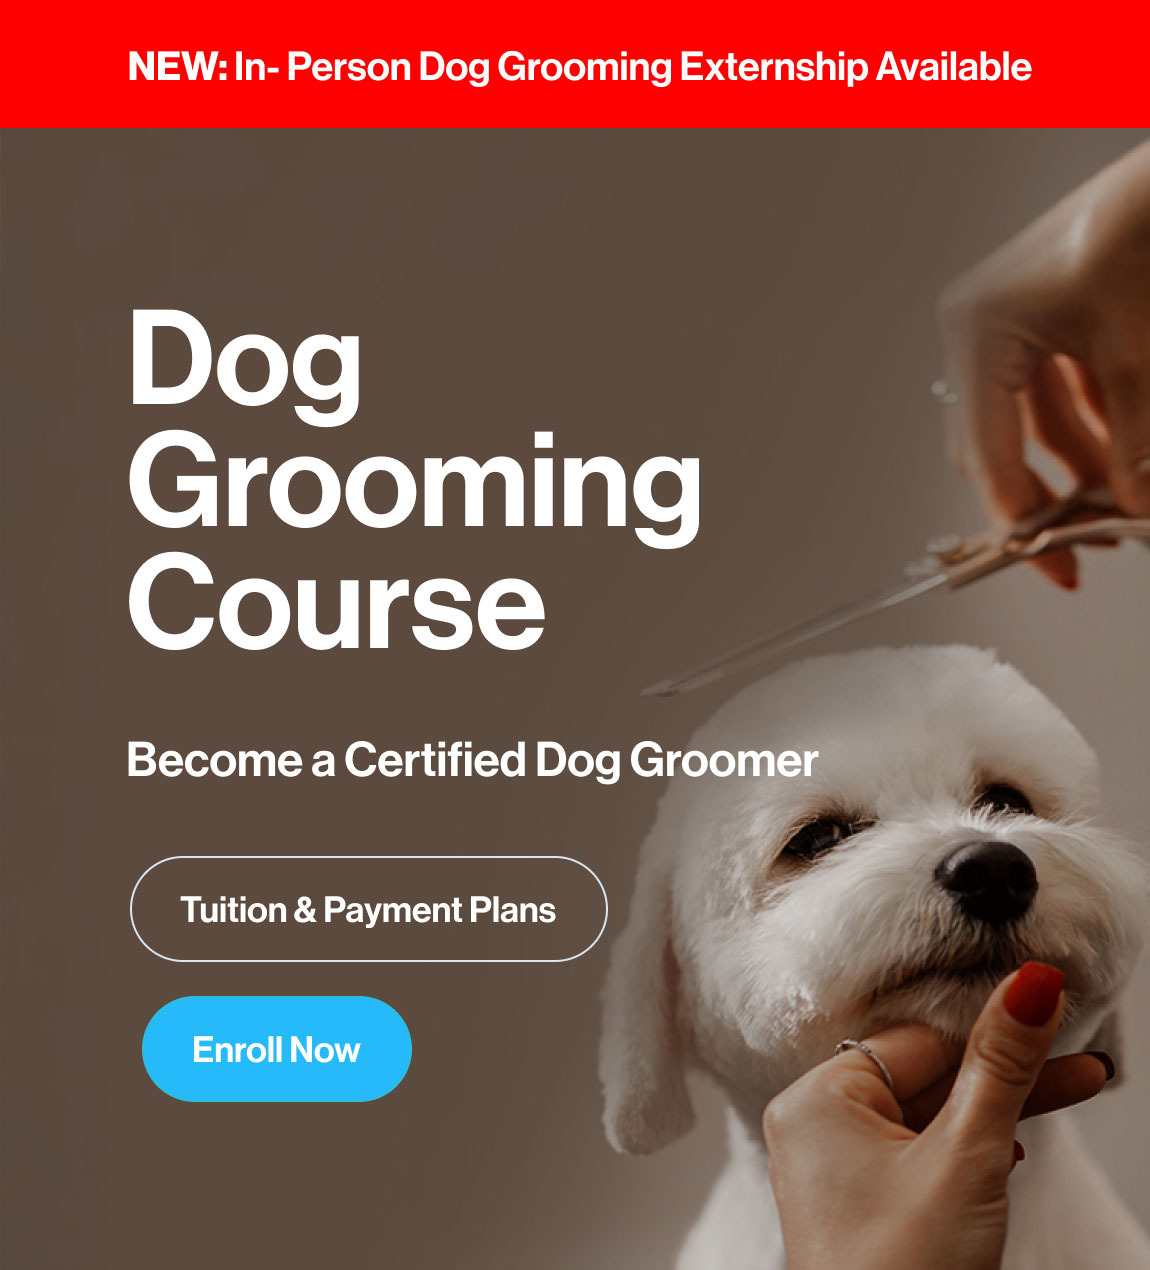 NEW: In- Person Dog Grooming Externship Available
Dog
Grooming
Course
Become a Certified Dog Groomer
Tuition & Payment Plans
Enroll Now